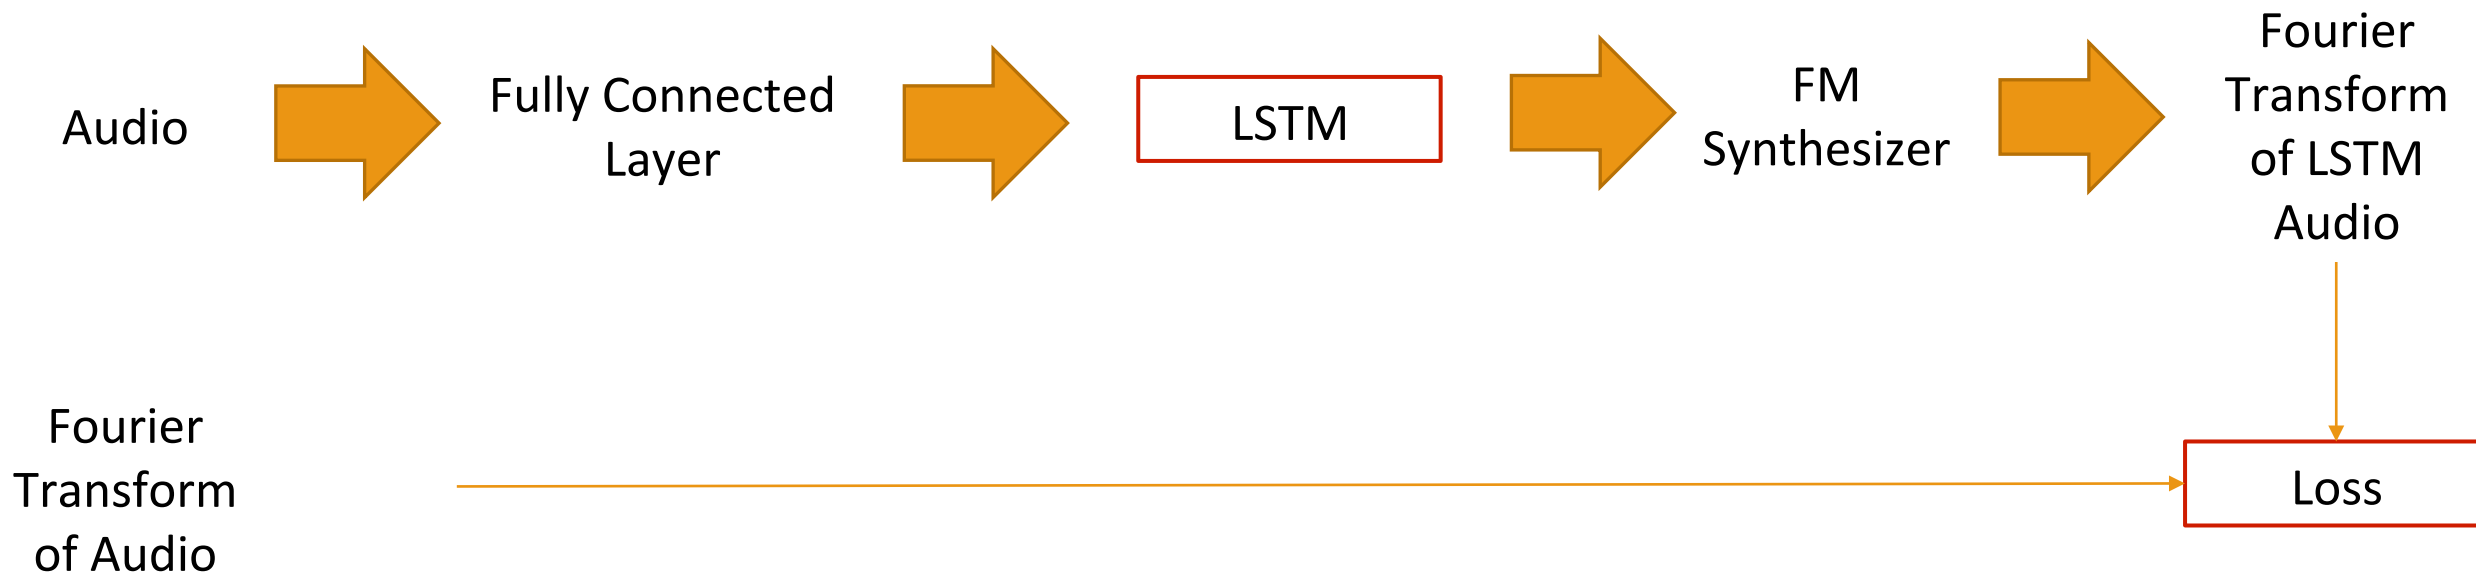 Audio
Fully Connected
Layer
LSTM
FM
Synthesizer
Fourier
Transform
of LSTM
Audio
Fourier
Transform
of Audio
Loss